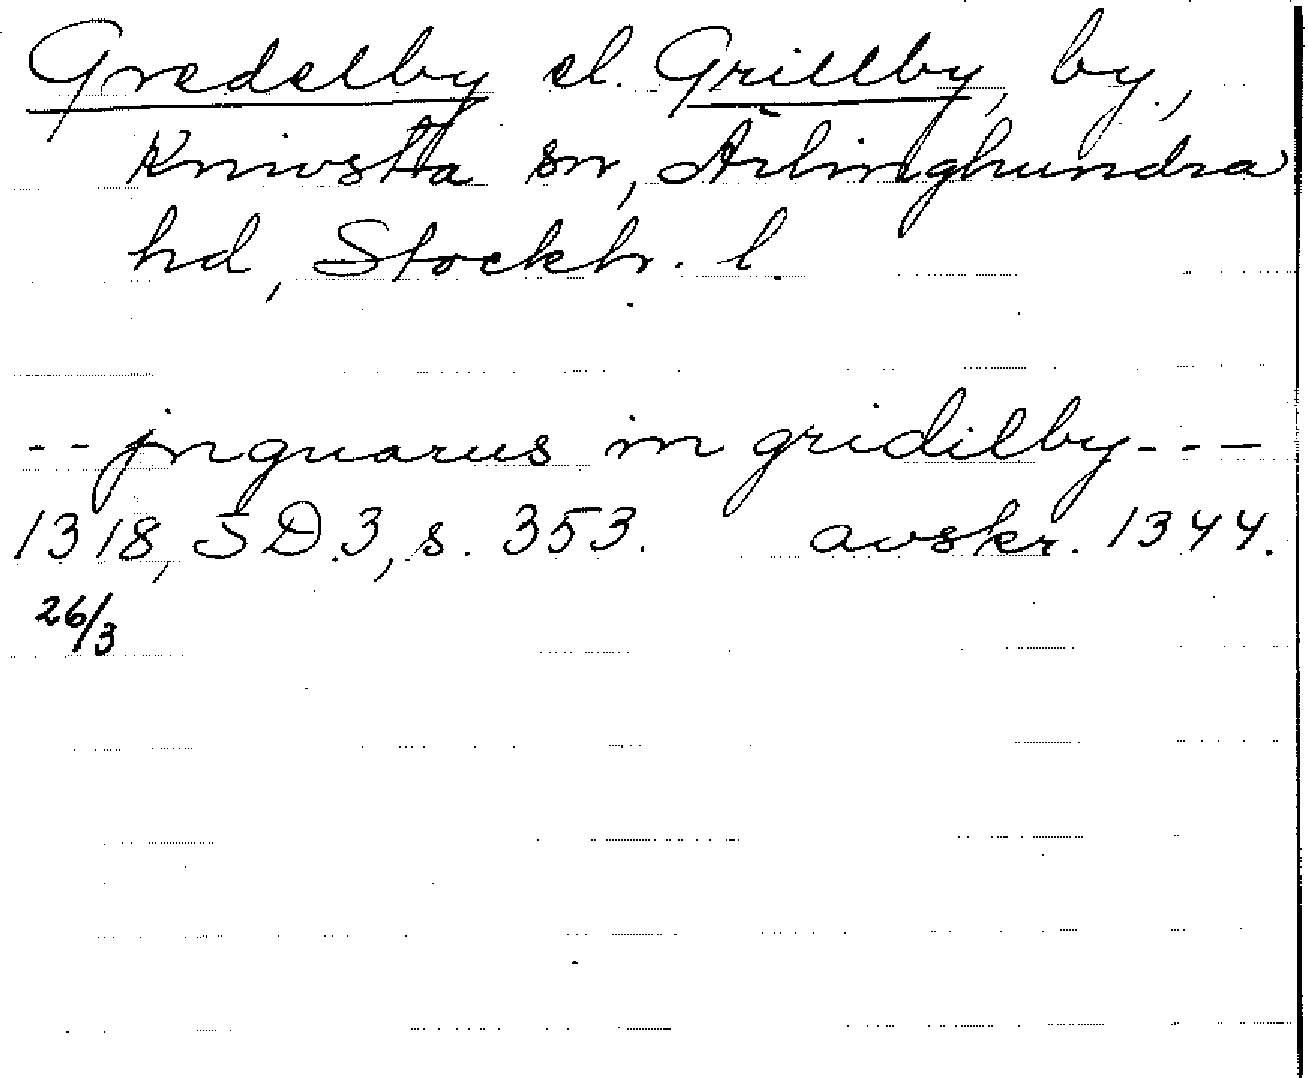 Gredelby el. Grillby, by,
Knivsta sn, Ärlinghundra
hd, Stockh. l.
-- jnguarus in gridilby---
1318, SD 3, s. 353. avskr. 1344.
26/3